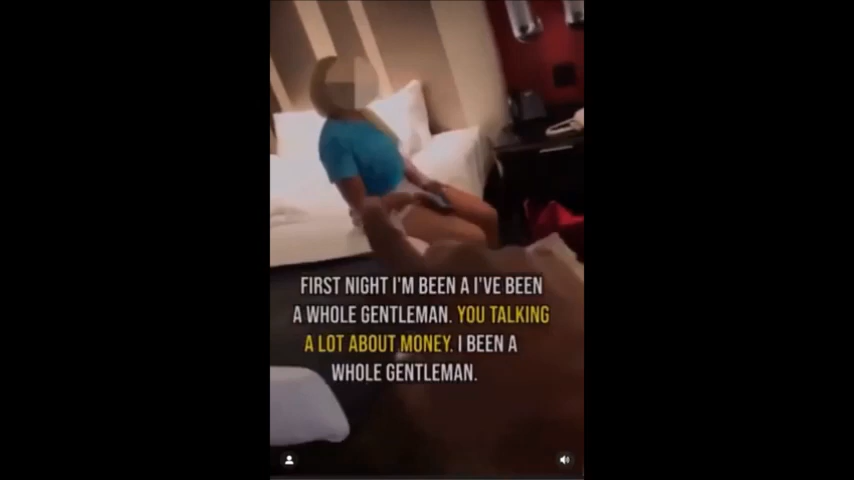 FIRST NIGHT I'M BEEN A I'VE BEEN
A WHOLE GENTLEMAN. YOU TALKING
A LOT ABOUT MONEY. I BEEN A
WHOLE GENTLEMAN.